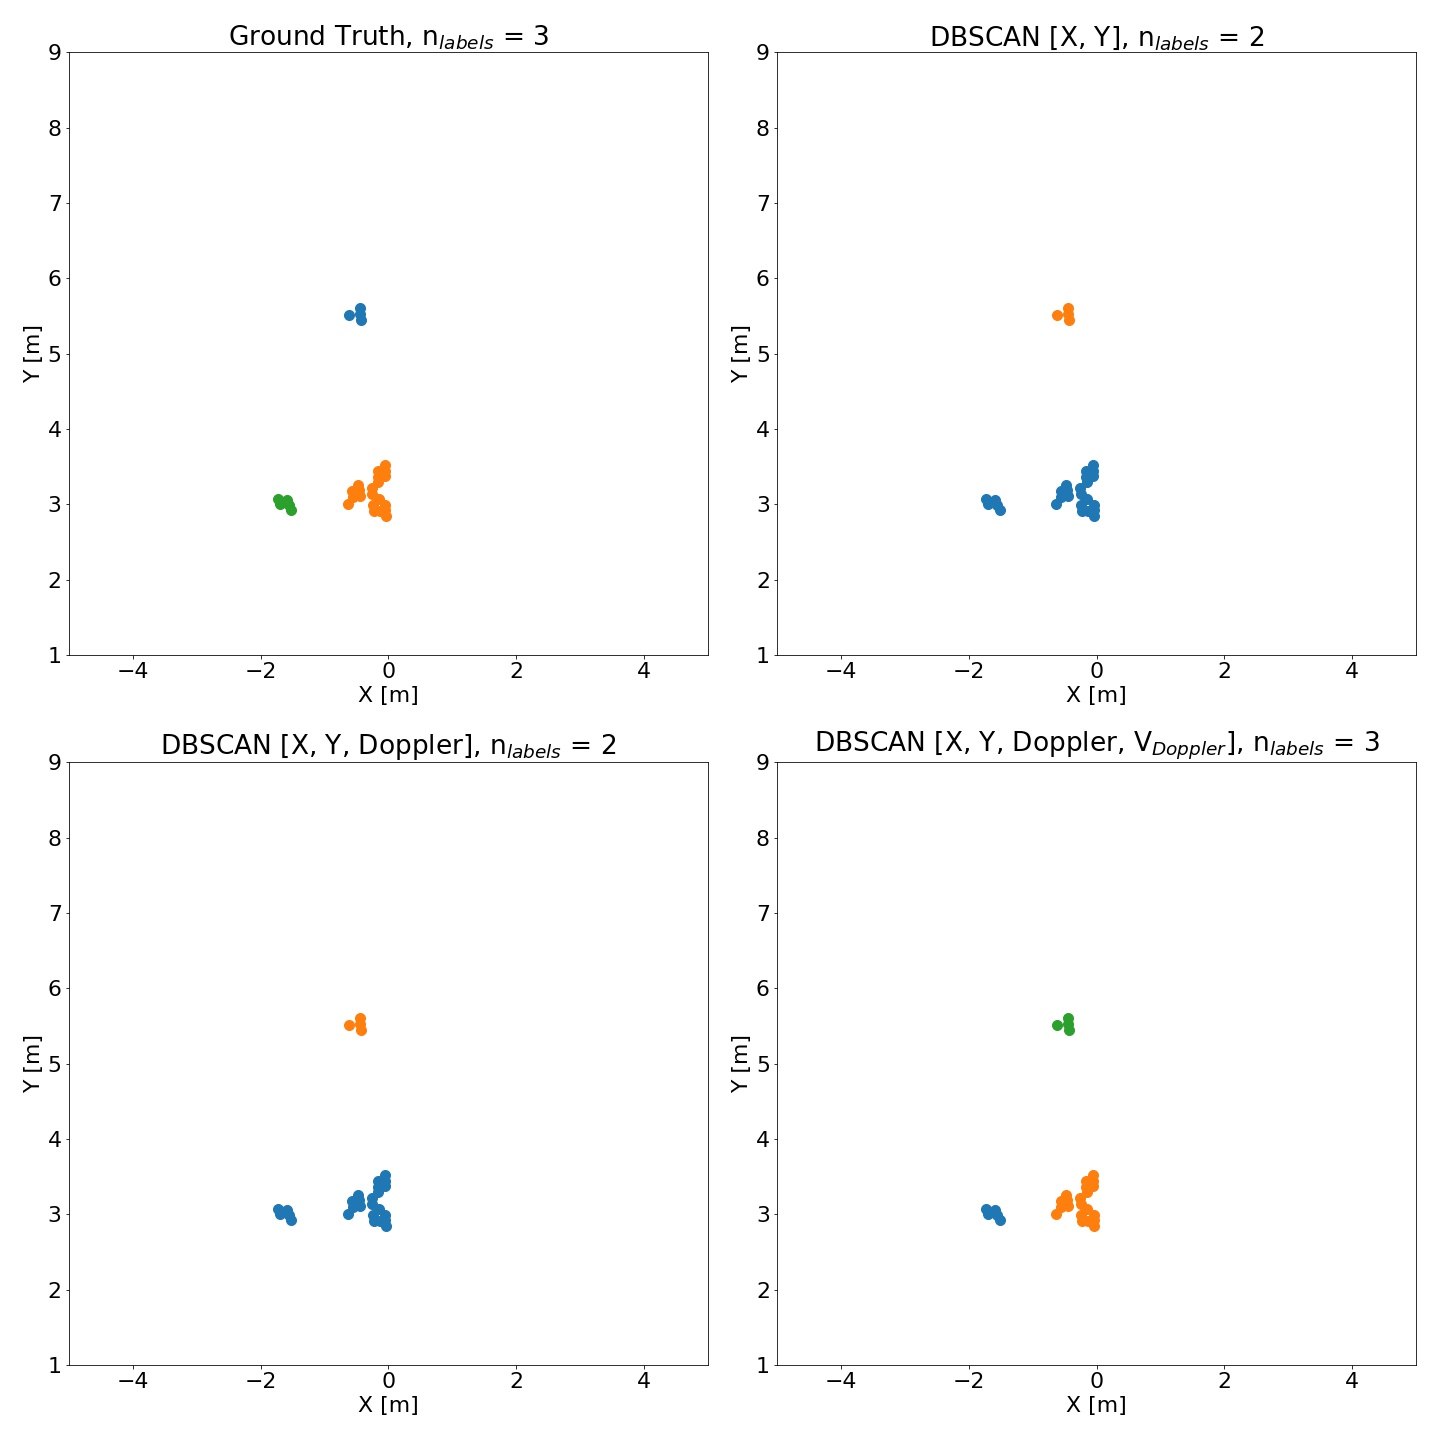 Ground Truth, n_labels = 3
9
8
7
6
5
4
3
2
1
Y [m]
−4 −2 0 2 4
X [m]
DBSCAN [X, Y], n_labels = 2
9
8
7
6
5
4
3
2
1
Y [m]
−4 −2 0 2 4
X [m]
DBSCAN [X, Y, Doppler], n_labels = 2
9
8
7
6
5
4
3
2
1
Y [m]
−4 −2 0 2 4
X [m]
DBSCAN [X, Y, Doppler, V_Doppler], n_labels = 3
9
8
7
6
5
4
3
2
1
Y [m]
−4 −2 0 2 4
X [m]